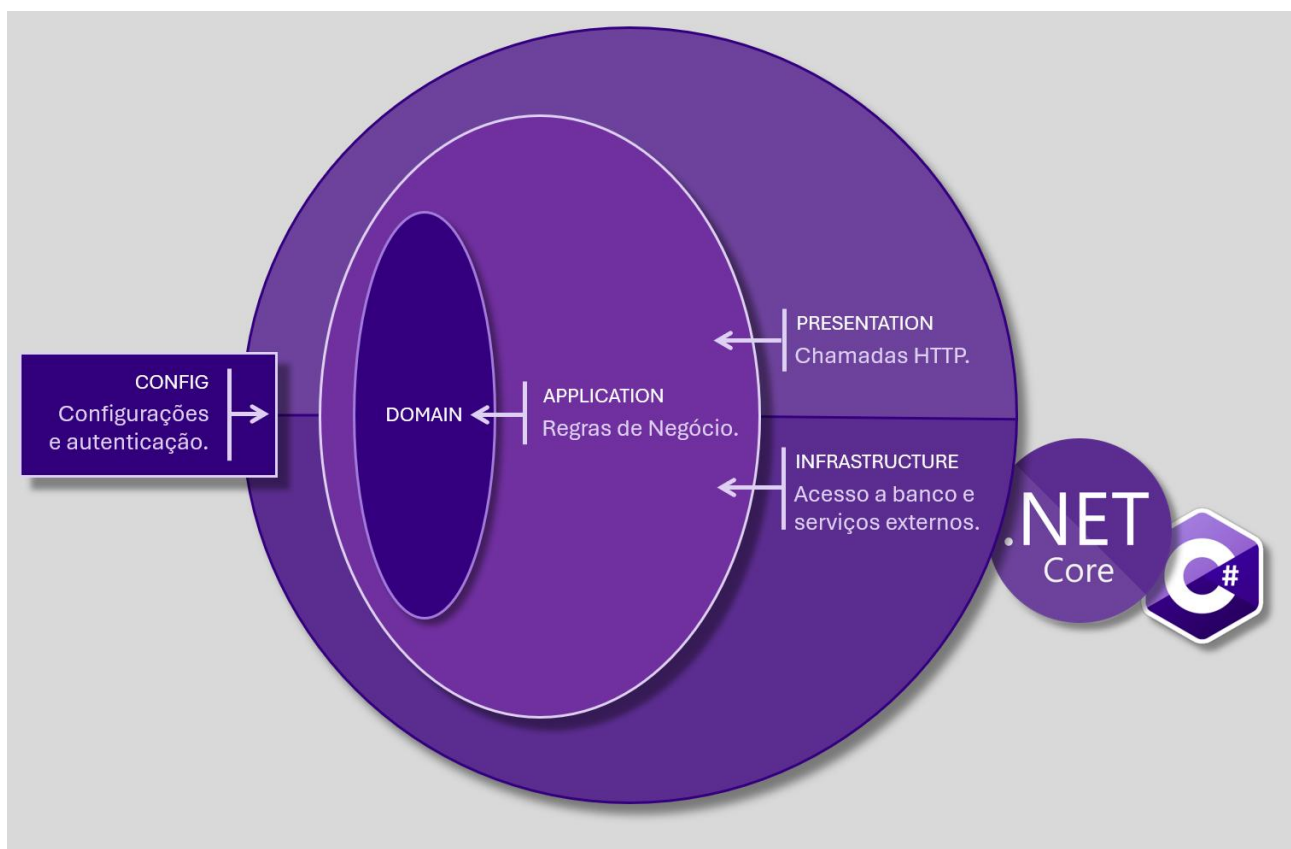 CONFIG
Configurações
e autenticação.
DOMAIN
APPLICATION
Regras de Negócio.
PRESENTATION
Chamadas HTTP.
INFRASTRUCTURE
Acesso a banco e
serviços externos.
.NET
Core
C#